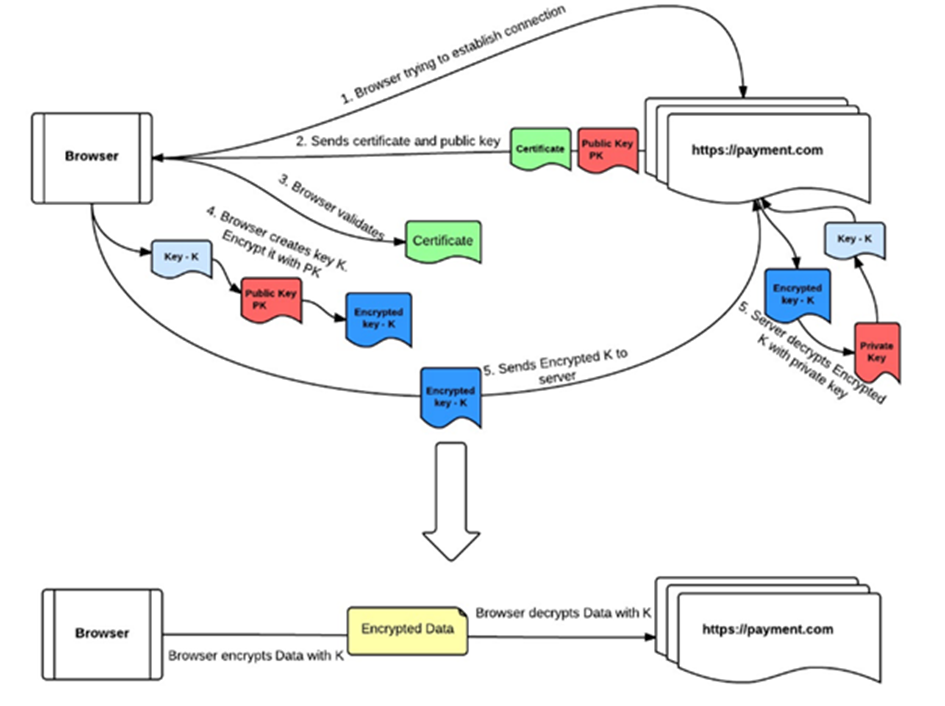 1. Browser trying to establish connection
Browser
2. Sends certificate and public key
Certificate
Public Key
PK
https://payment.com
3. Browser validates
Certificate
4. Browser creates key K.
Encrypt it with PK
Key - K
Public Key
PK
Encrypted
key - K
Key - K
Encrypted
key - K
Private
Key
5. Server decrypts Encrypted
K with private key
5. Sends Encrypted K to
server
Encrypted
key - K
Browser
Browser encrypts Data with K
Encrypted Data
Browser decrypts Data with K
https://payment.com